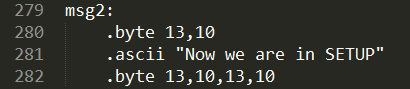 279 msg2:
280     .byte 13,10
281     .ascii "Now we are in SETUP"
282     .byte 13,10,13,10